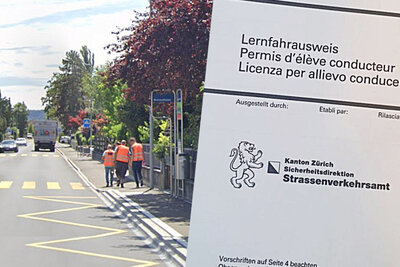 Lernfahrausweis
Permis d'élève conducteur
Licenza per allievo conduce
Ausgestellt durch: Etabli par: Rilascia
Kanton Zürich
Sicherheitsdirektion
Strassenverkehrsamt
Vorschriften auf Seite 4 beachten